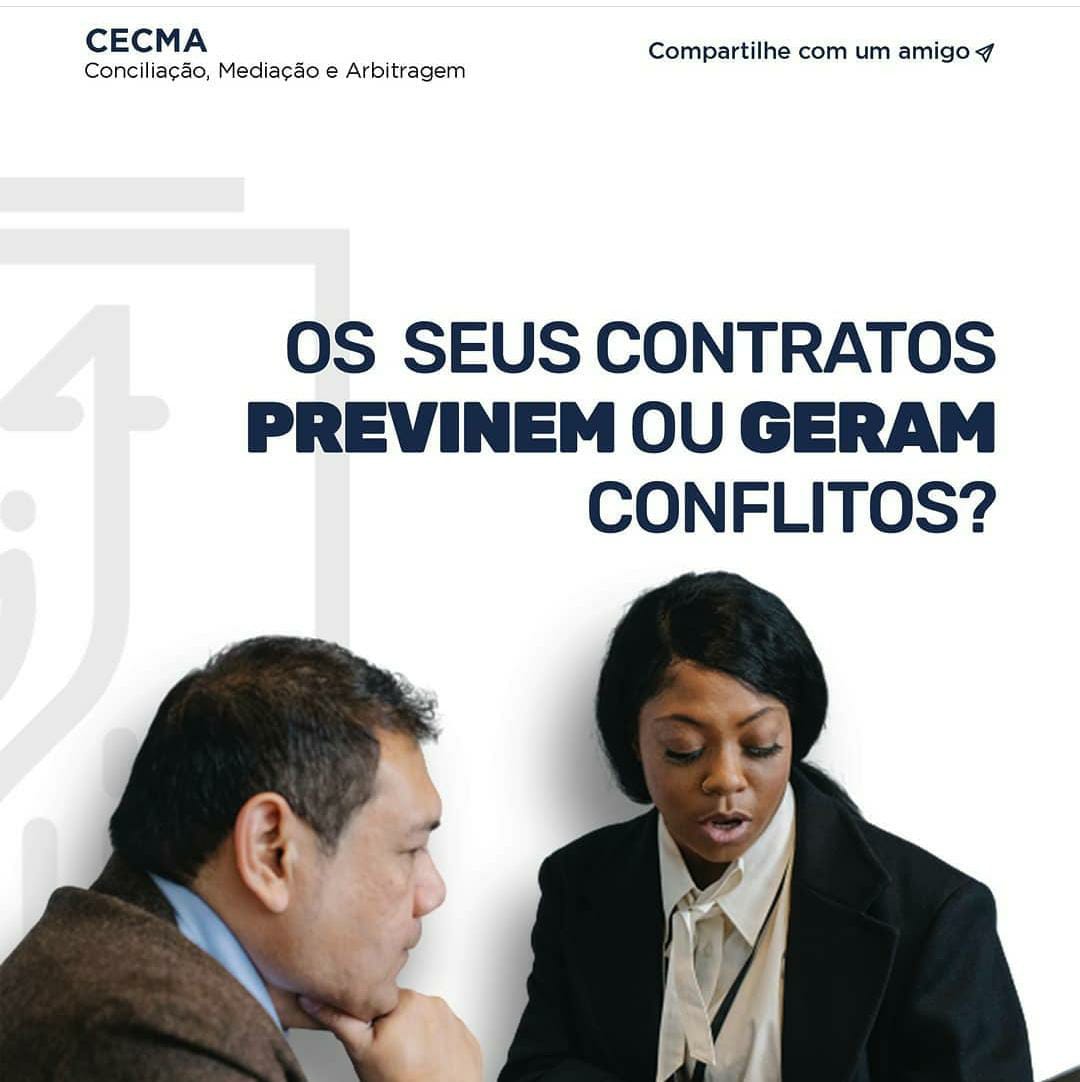 CECMA
Conciliação, Mediação e Arbitragem
Compartilhe com um amigo
OS SEUS CONTRATOS
PREVINEM OU GERAM
CONFLITOS?